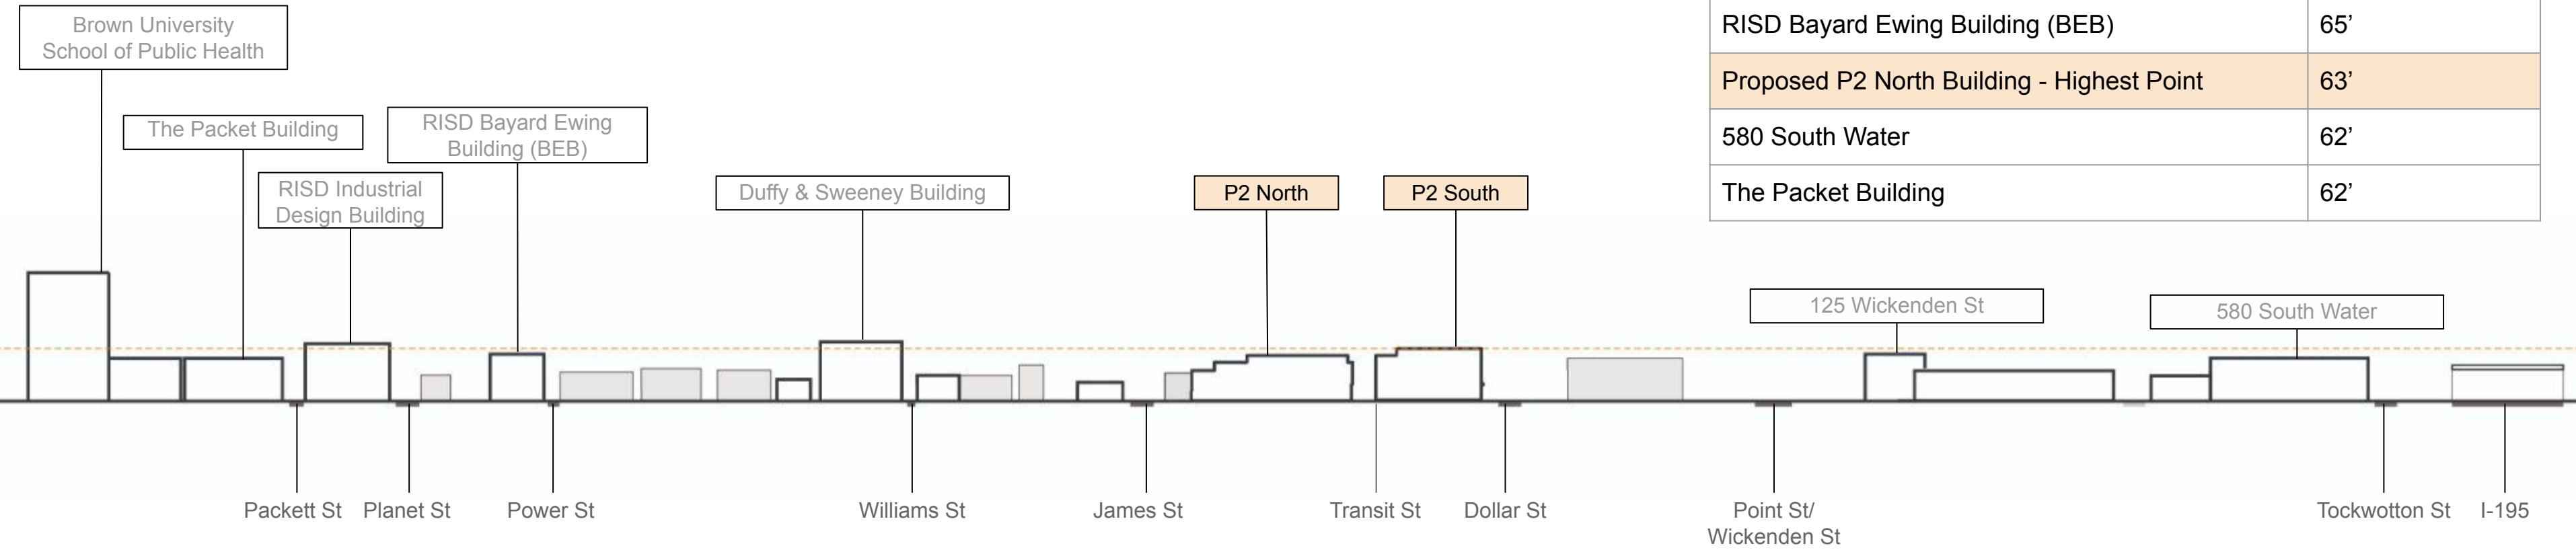 Brown University
School of Public Health
The Packet Building
RISD Industrial
Design Building
RISD Bayard Ewing
Building (BEB)
Duffy & Sweeney Building
P2 North
P2 South
RISD Bayard Ewing Building (BEB) 65’
Proposed P2 North Building - Highest Point 63’
580 South Water 62’
The Packet Building 62’
125 Wickenden St
580 South Water
Packett St
Planet St
Power St
Williams St
James St
Transit St
Dollar St
Point St/
Wickenden St
Tockwotton St
I-195